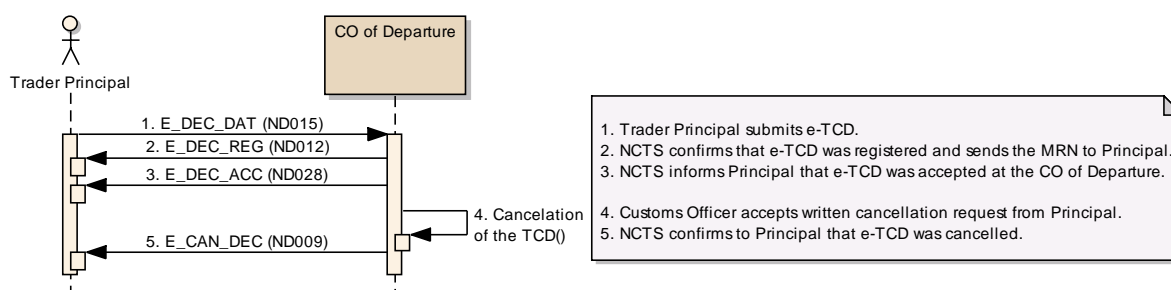 CO of Departure
Trader Principal
1. E_DEC_DAT (ND015)
2. E_DEC_REG (ND012)
3. E_DEC_ACC (ND028)
4. Cancelation
of the TCD()
5. E_CAN_DEC (ND009)
1. Trader Principal submits e-TCD.
2. NCTS confirms that e-TCD was registered and sends the MRN to Principal.
3. NCTS informs Principal that e-TCD was accepted at the CO of Departure.
4. Customs Officer accepts written cancellation request from Principal.
5. NCTS confirms to Principal that e-TCD was cancelled.